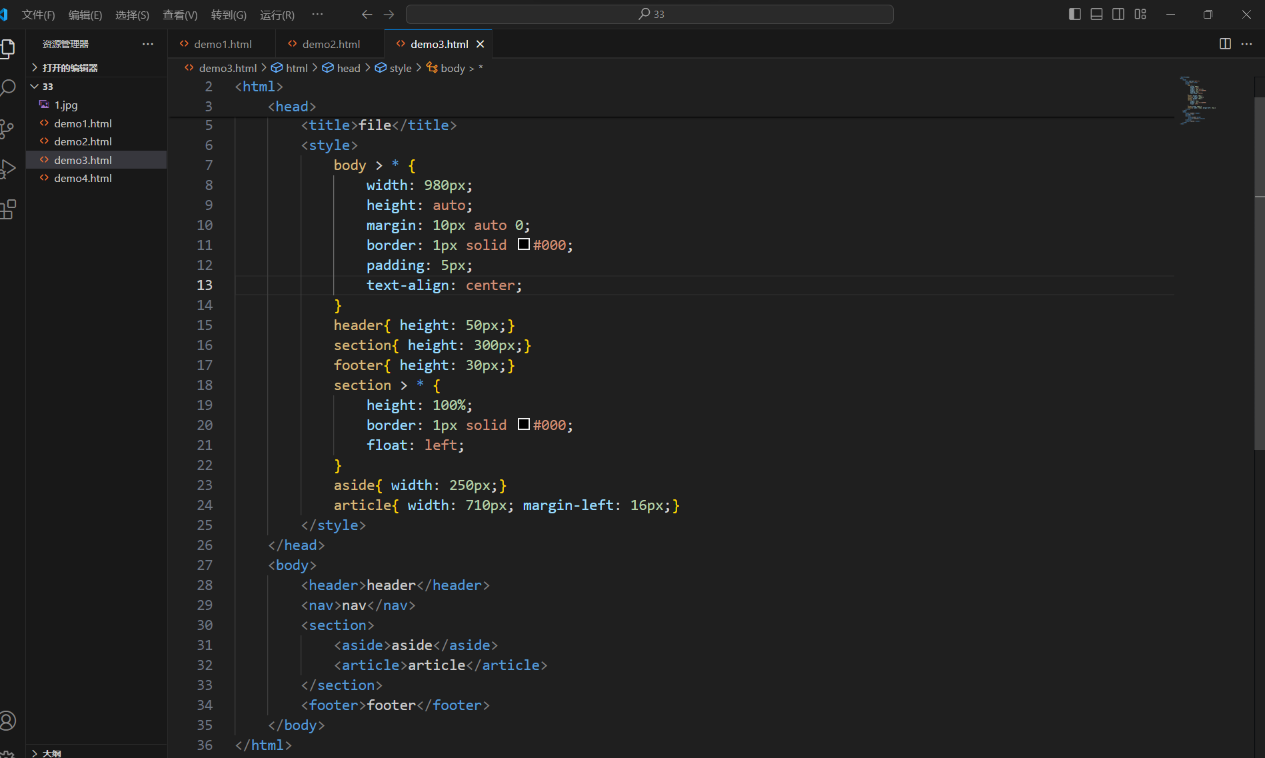 文件(F) 编辑(E) 选择(S) 查看(V) 转到(G) 运行(R) ··· ← → 33
资源管理器 ···
demo1.html demo2.html demo3.html ×
打开的编辑器
demo3.html > html > head > style > body > *
33
1.jpg
demo1.html
demo2.html
demo3.html
demo4.html
大纲
2 <html>
3 <head>
5 <title>file</title>
6 <style>
7 body > * {
8 width: 980px;
9 height: auto;
10 margin: 10px auto 0;
11 border: 1px solid #000;
12 padding: 5px;
13 text-align: center;
14 }
15 header{ height: 50px;}
16 section{ height: 300px;}
17 footer{ height: 30px;}
18 section > * {
19 height: 100%;
20 border: 1px solid #000;
21 float: left;
22 }
23 aside{ width: 250px;}
24 article{ width: 710px; margin-left: 16px;}
25 </style>
26 </head>
27 <body>
28 <header>header</header>
29 <nav>nav</nav>
30 <section>
31 <aside>aside</aside>
32 <article>article</article>
33 </section>
34 <footer>footer</footer>
35 </body>
36 </html>